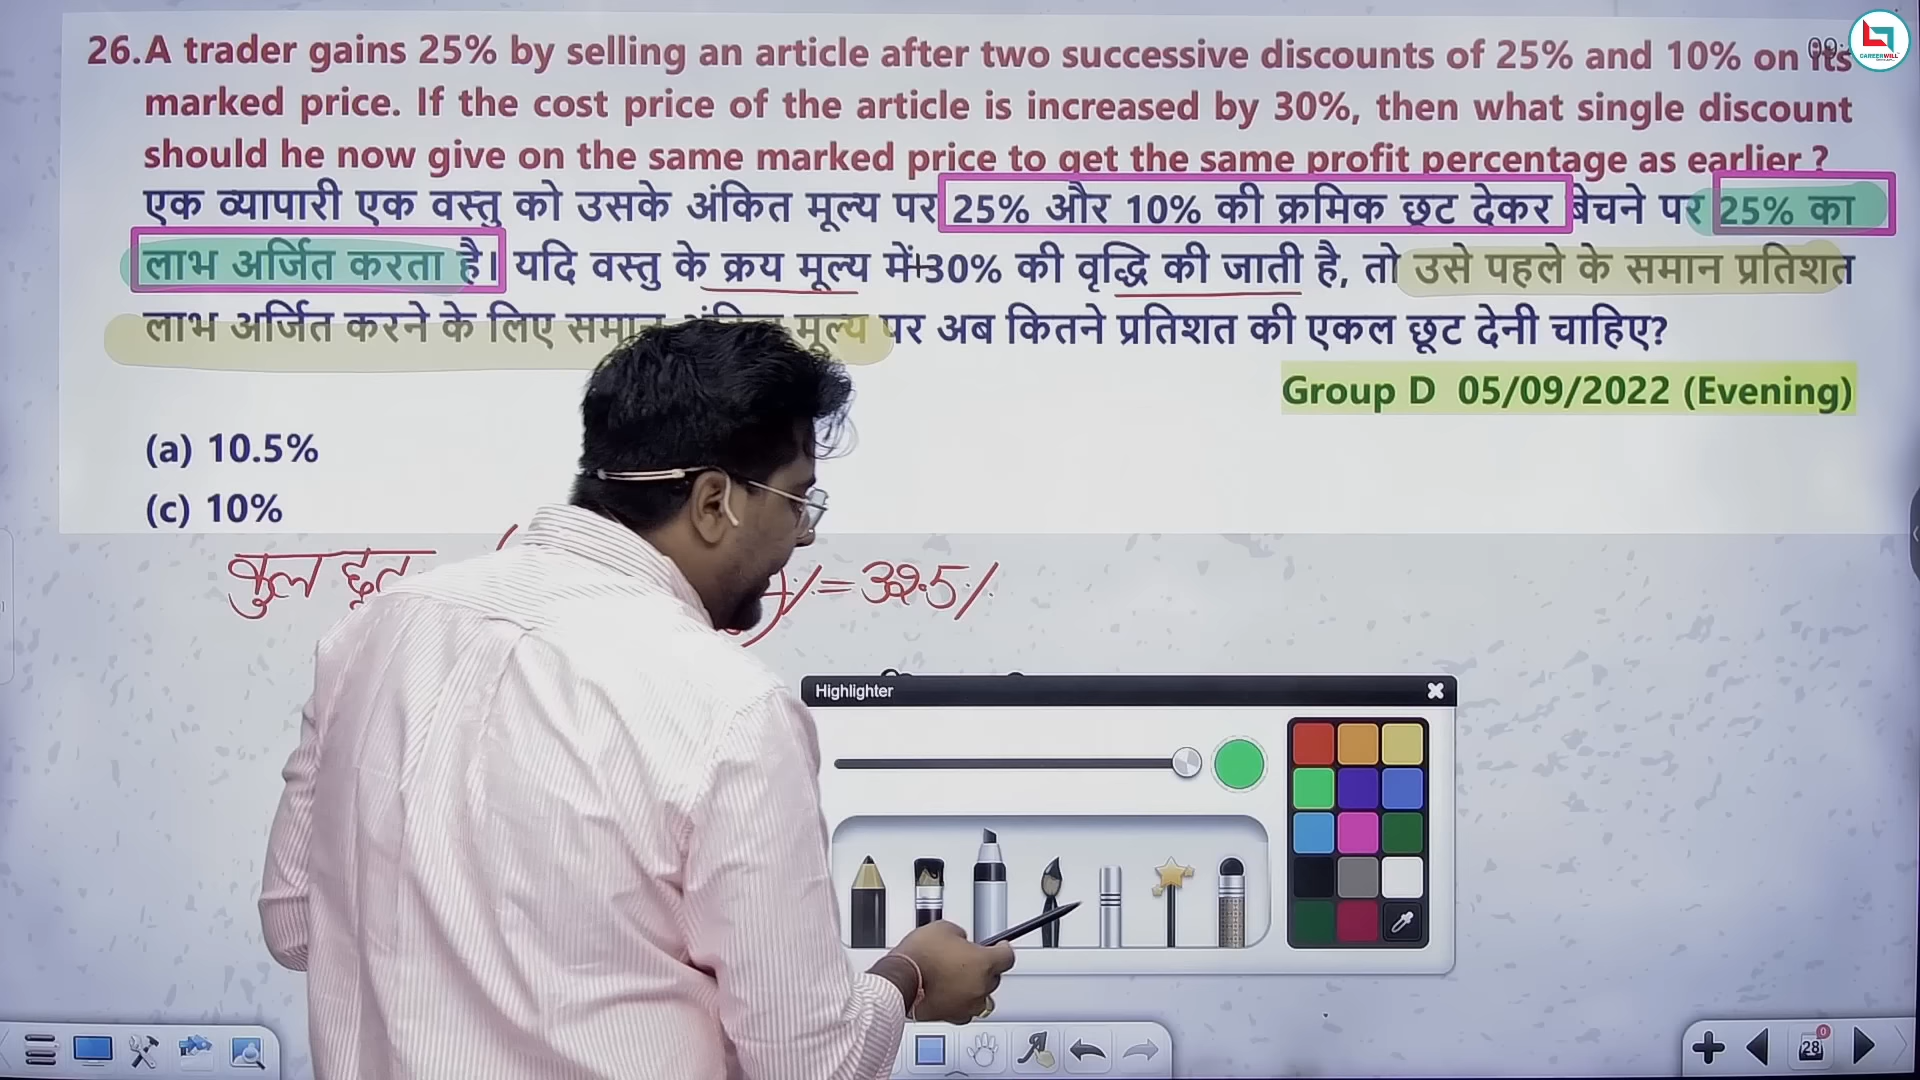 26. A trader gains 25% by selling an article after two successive discounts of 25% and 10% on its
marked price. If the cost price of the article is increased by 30%, then what single discount
should he now give on the same marked price to get the same profit percentage as earlier ?
एक व्यापारी एक वस्तु को उसके अंकित मूल्य पर 25% और 10% की क्रमिक छूट देकर बेचने पर 25% का
लाभ अर्जित करता है। यदि वस्तु के क्रय मूल्य में 30% की वृद्धि की जाती है, तो उसे पहले के समान प्रतिशत
लाभ अर्जित करने के लिए समान अंकित मूल्य पर अब कितने प्रतिशत की एकल छूट देनी चाहिए?
Group D 05/09/2022 (Evening)
(a) 10.5%
(c) 10%
कुल छूट )% = 32.5%
Highlighter
28
0
CAREERWILL